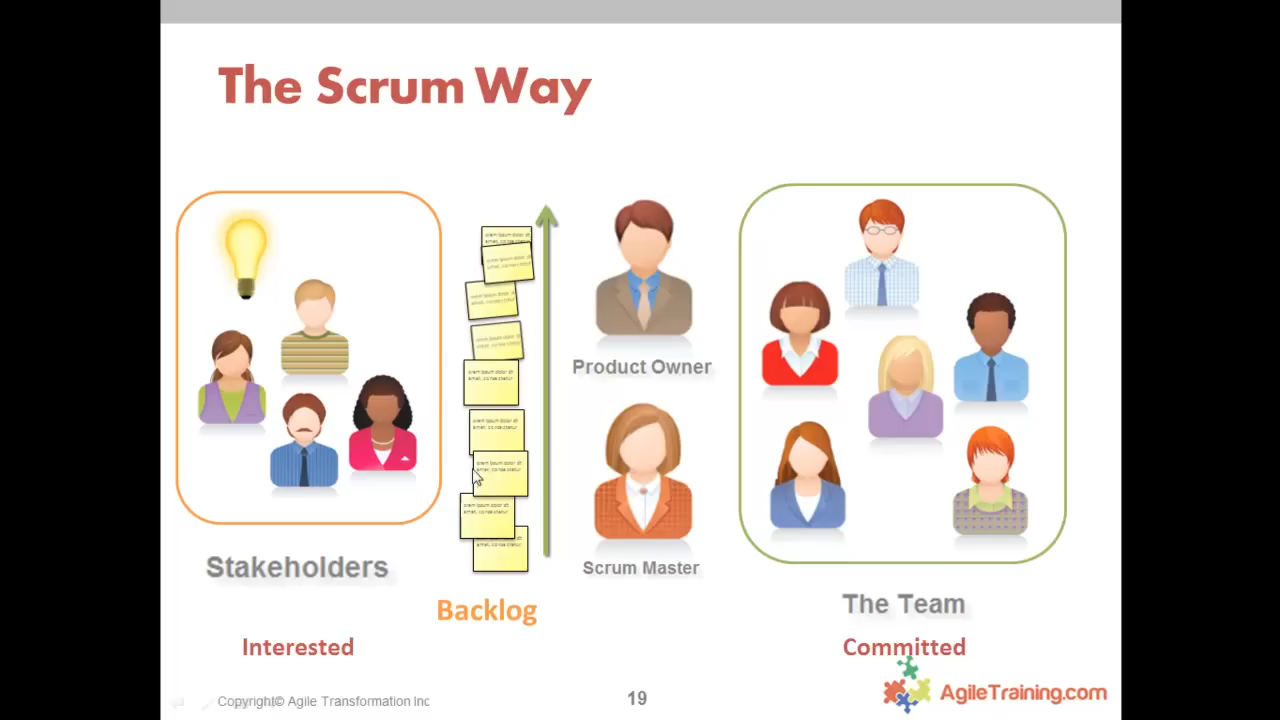 The Scrum Way
Product Owner
Scrum Master
Stakeholders
Backlog
The Team
Interested
Committed
Copyright© Agile Transformation Inc
19
AgileTraining.com